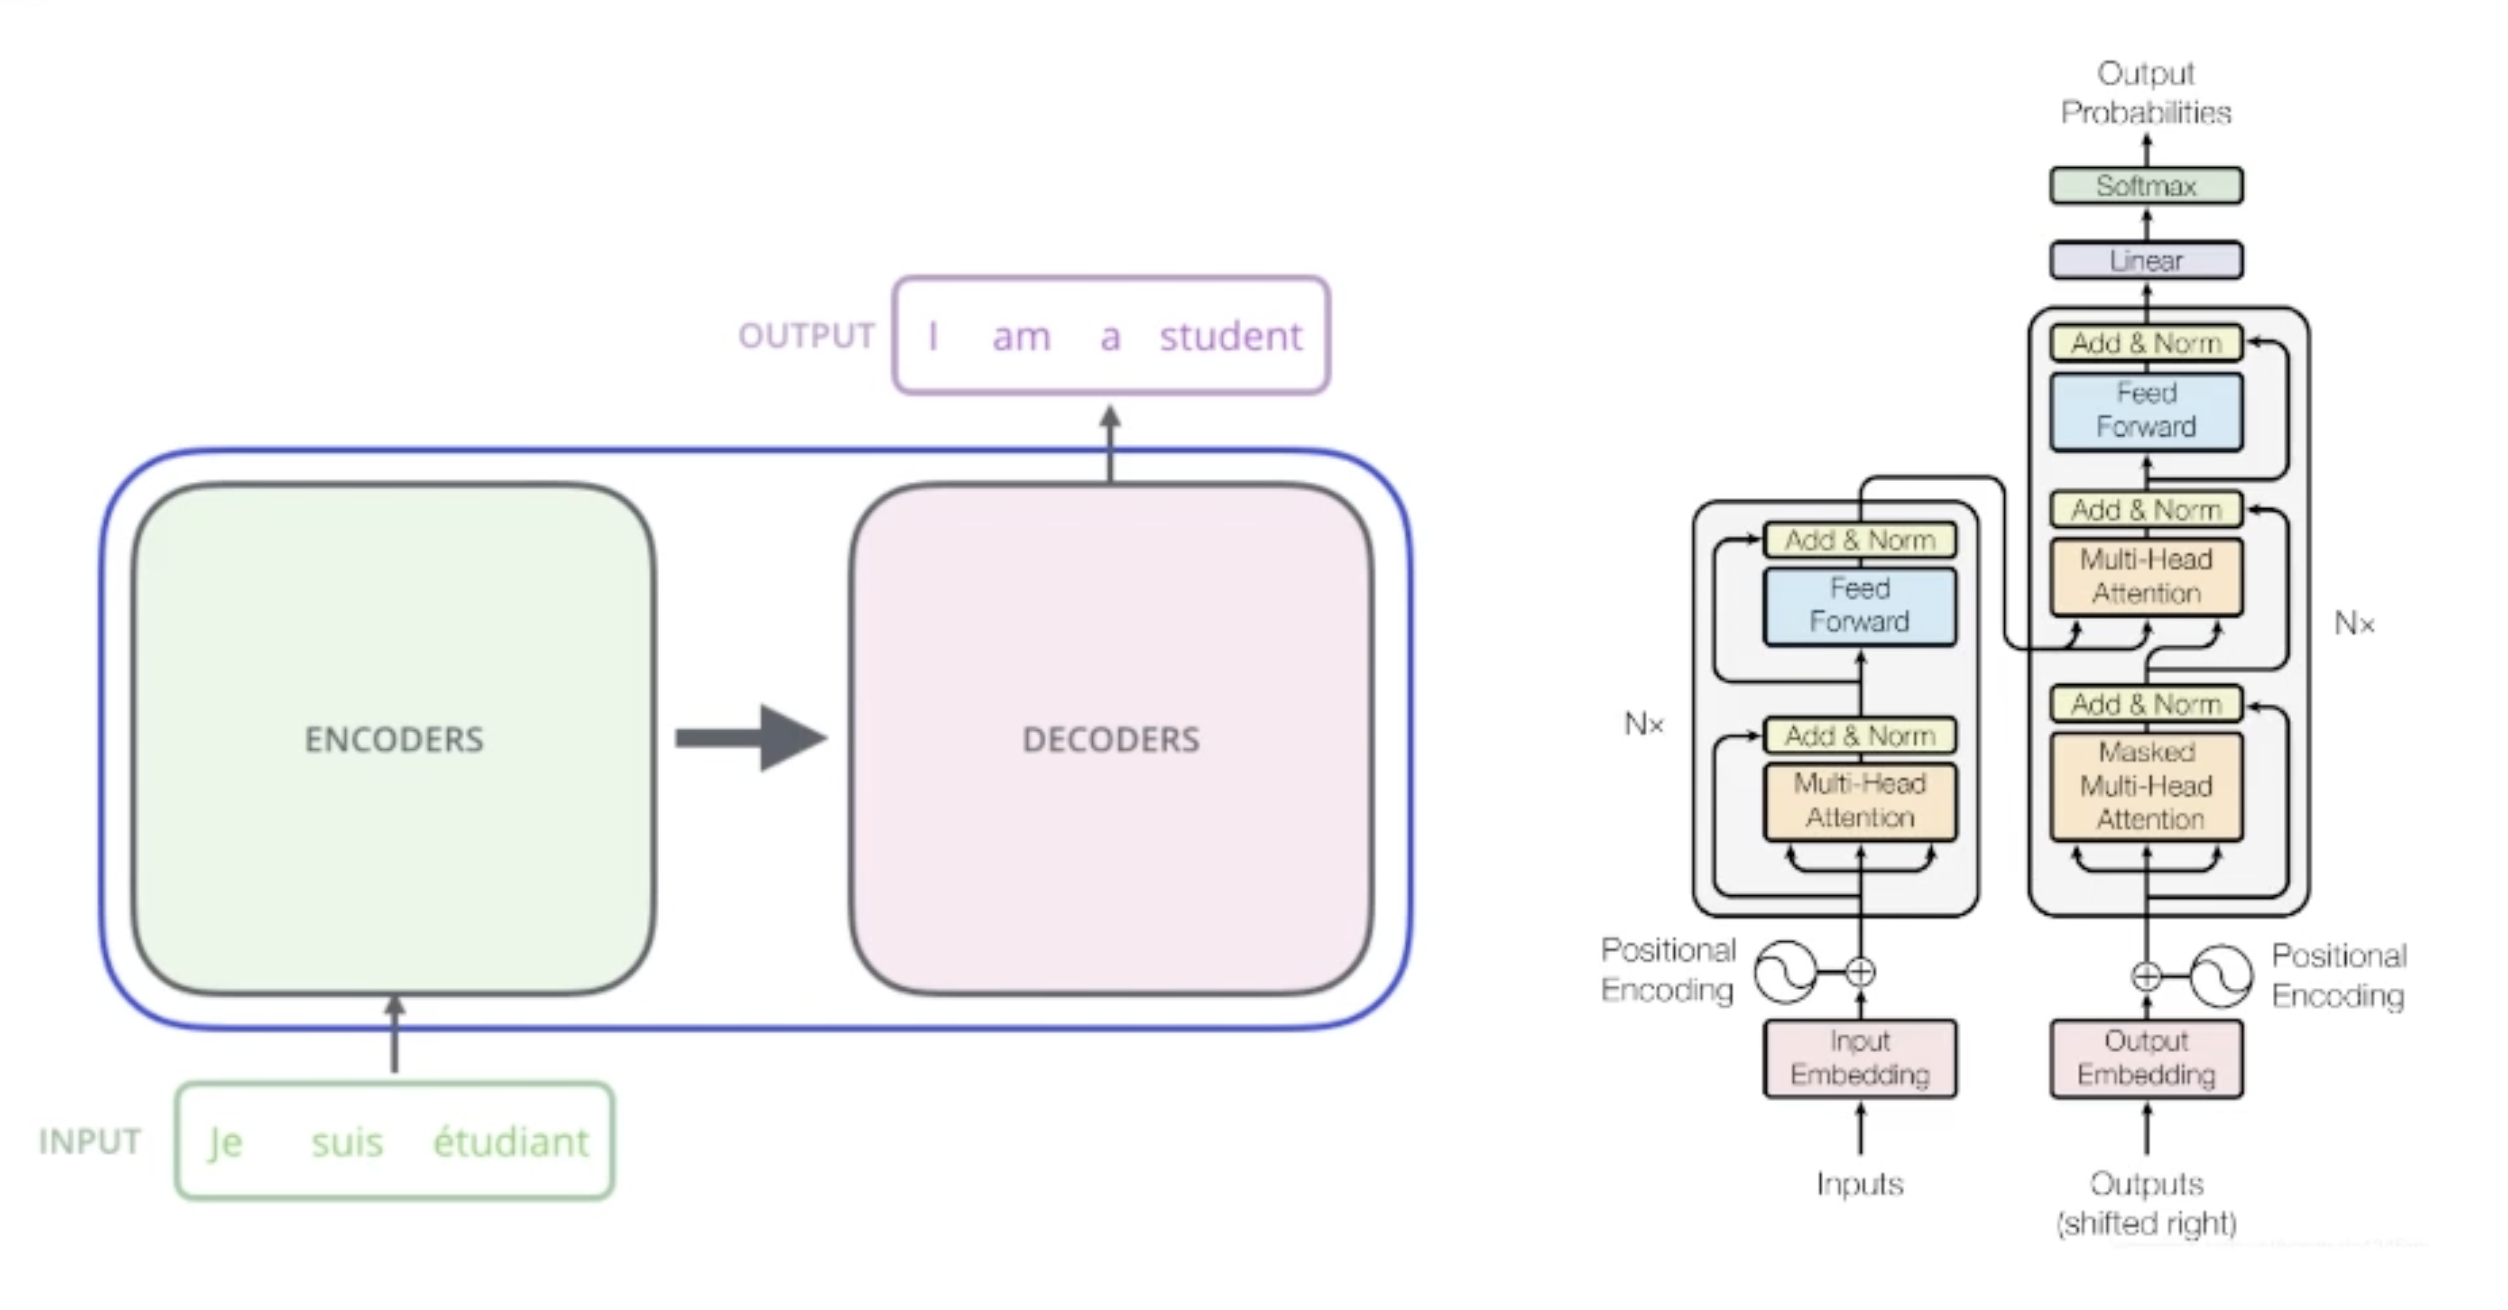 OUTPUT
I am a student
ENCODERS
DECODERS
INPUT
Je suis étudiant
Output
Probabilities
Softmax
Linear
Add & Norm
Feed
Forward
Add & Norm
Multi-Head
Attention
Add & Norm
Masked
Multi-Head
Attention
N×
Add & Norm
Feed
Forward
Add & Norm
Multi-Head
Attention
N×
Positional
Encoding
Positional
Encoding
Input
Embedding
Output
Embedding
Inputs
Outputs
(shifted right)